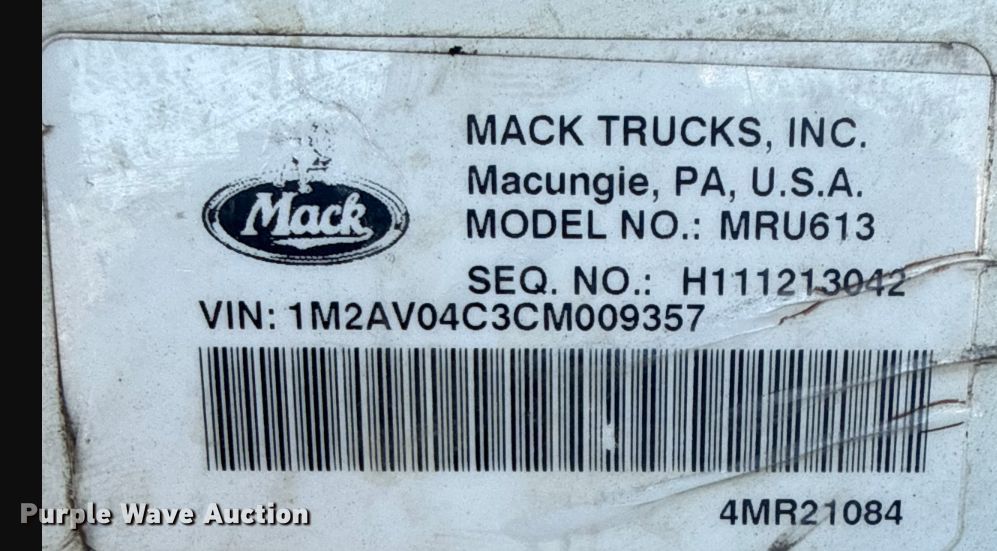 MACK TRUCKS, INC.
Macungie, PA, U.S.A.
Mack
MODEL NO.: MRU613
SEQ. NO.: H111213042
VIN: 1M2AV04C3CM009357
4MR21084
Purple Wave Auction